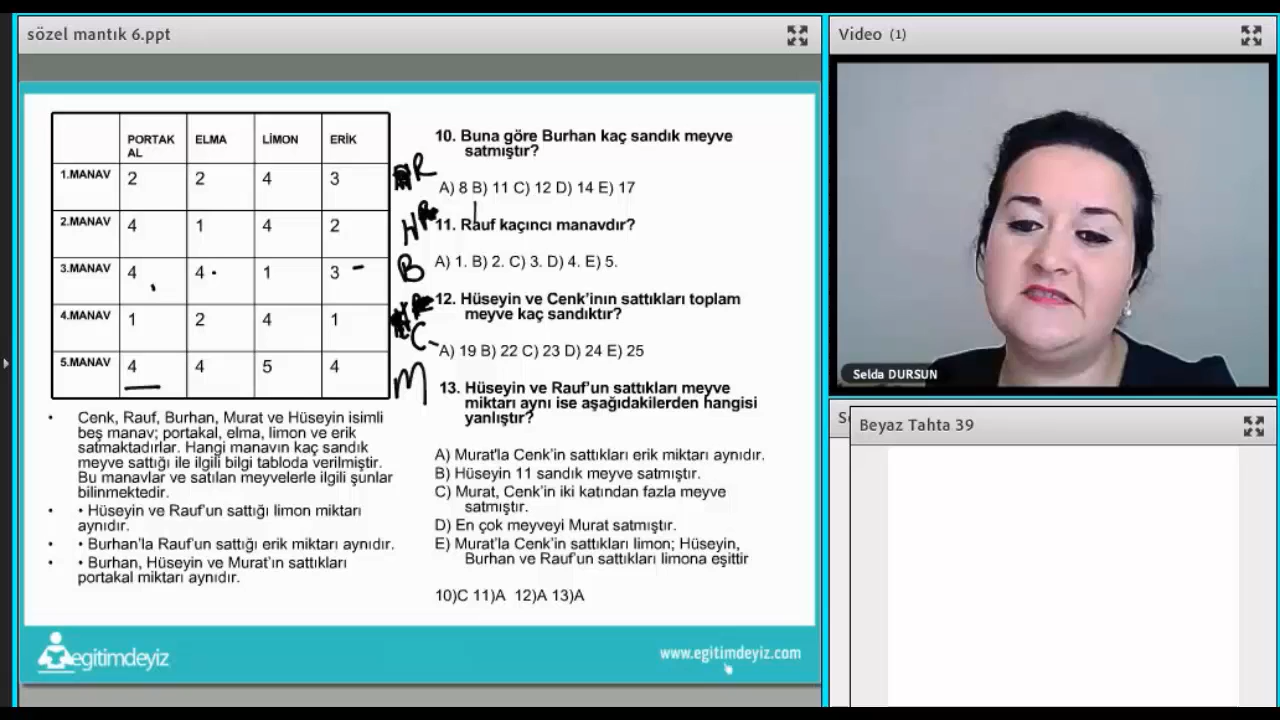 sözel mantık 6.ppt
Video (1)
PORTAK
AL
ELMA
LİMON
ERİK
1.MANAV 2 2 4 3 R
2.MANAV 4 1 4 2 H
3.MANAV 4 4 1 3 B
4.MANAV 1 2 4 1 C
5.MANAV 4 4 5 4 M
• Cenk, Rauf, Burhan, Murat ve Hüseyin isimli
beş manav; portakal, elma, limon ve erik
satmaktadırlar. Hangi manavın kaç sandık
meyve sattığı ile ilgili bilgi tabloda verilmiştir.
Bu manavlar ve satılan meyvelerle ilgili şunlar
bilinmektedir.
• • Hüseyin ve Rauf'un sattığı limon miktarı
aynıdır.
• • Burhan'la Rauf'un sattığı erik miktarı aynıdır.
• • Burhan, Hüseyin ve Murat'ın sattıkları
portakal miktarı aynıdır.
10. Buna göre Burhan kaç sandık meyve
satmıştır?
A) 8 B) 11 C) 12 D) 14 E) 17
11. Rauf kaçıncı manavdır?
A) 1. B) 2. C) 3. D) 4. E) 5.
12. Hüseyin ve Cenk'inın sattıkları toplam
meyve kaç sandıktır?
A) 19 B) 22 C) 23 D) 24 E) 25
13. Hüseyin ve Rauf'un sattıkları meyve
miktarı aynı ise aşağıdakilerden hangisi
yanlıştır?
A) Murat'la Cenk'in sattıkları erik miktarı aynıdır.
B) Hüseyin 11 sandık meyve satmıştır.
C) Murat, Cenk'in iki katından fazla meyve
satmıştır.
D) En çok meyveyi Murat satmıştır.
E) Murat'la Cenk'in sattıkları limon; Hüseyin,
Burhan ve Rauf'un sattıkları limona eşittir
10)C 11)A 12)A 13)A
egitimdeyiz
www.egitimdeyiz.com
Selda DURSUN
Beyaz Tahta 39